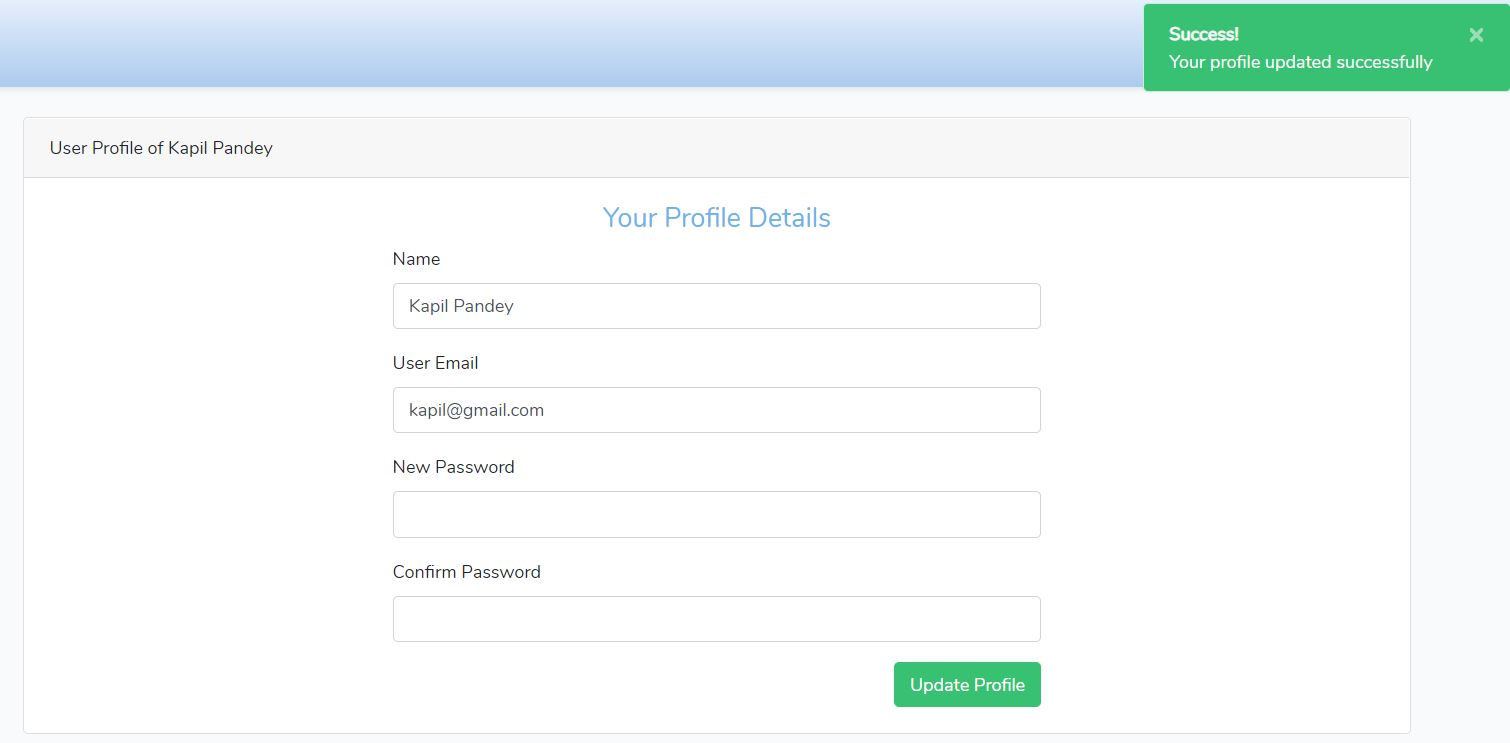 Success!
Your profile updated successfully
User Profile of Kapil Pandey
Your Profile Details
Name
Kapil Pandey
User Email
kapil@gmail.com
New Password
Confirm Password
Update Profile